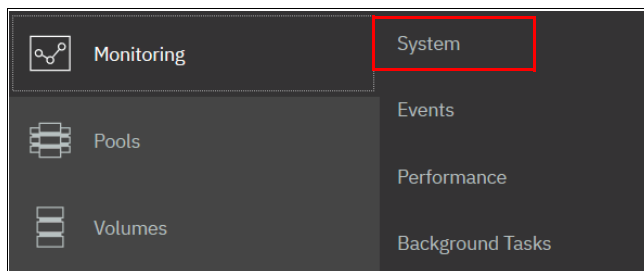 Monitoring
Pools
Volumes
System
Events
Performance
Background Tasks